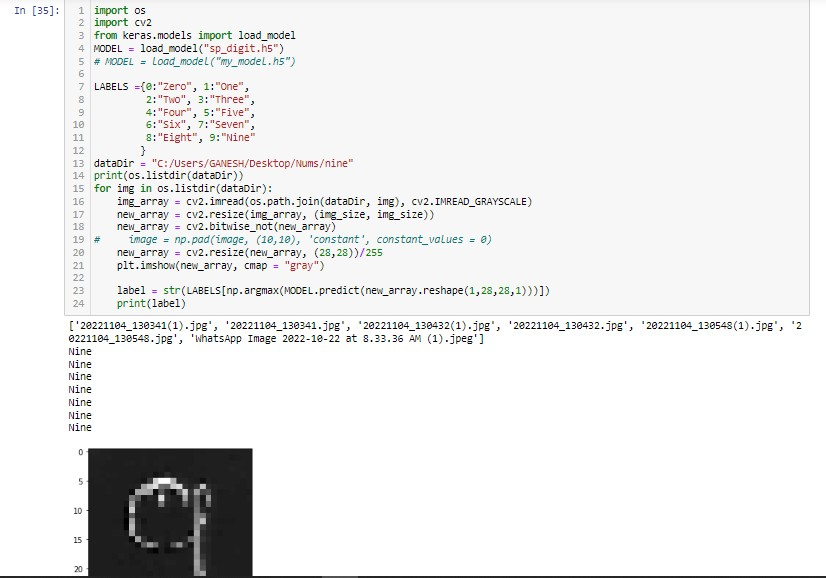 In [35]:
1 import os
2 import cv2
3 from keras.models import load_model
4 MODEL = load_model("sp_digit.h5")
5 # MODEL = load_model("my_model.h5")
6
7 LABELS ={0:"Zero", 1:"One",
8         2:"Two", 3:"Three",
9         4:"Four", 5:"Five",
10         6:"Six", 7:"Seven",
11         8:"Eight", 9:"Nine"
12        }
13 dataDir = "C:/Users/GANESH/Desktop/Nums/nine"
14 print(os.listdir(dataDir))
15 for img in os.listdir(dataDir):
16     img_array = cv2.imread(os.path.join(dataDir, img), cv2.IMREAD_GRAYSCALE)
17     new_array = cv2.resize(img_array, (img_size, img_size))
18     new_array = cv2.bitwise_not(new_array)
19 #     image = np.pad(image, (10,10), 'constant', constant_values = 0)
20     new_array = cv2.resize(new_array, (28,28))/255
21     plt.imshow(new_array, cmap = "gray")
22
23     label = str(LABELS[np.argmax(MODEL.predict(new_array.reshape(1,28,28,1)))])
24     print(label)
['20221104_130341(1).jpg', '20221104_130341.jpg', '20221104_130432(1).jpg', '20221104_130432.jpg', '20221104_130548(1).jpg', '2
0221104_130548.jpg', 'WhatsApp Image 2022-10-22 at 8.33.36 AM (1).jpeg']
Nine
Nine
Nine
Nine
Nine
Nine
Nine
0
5
10
15
20